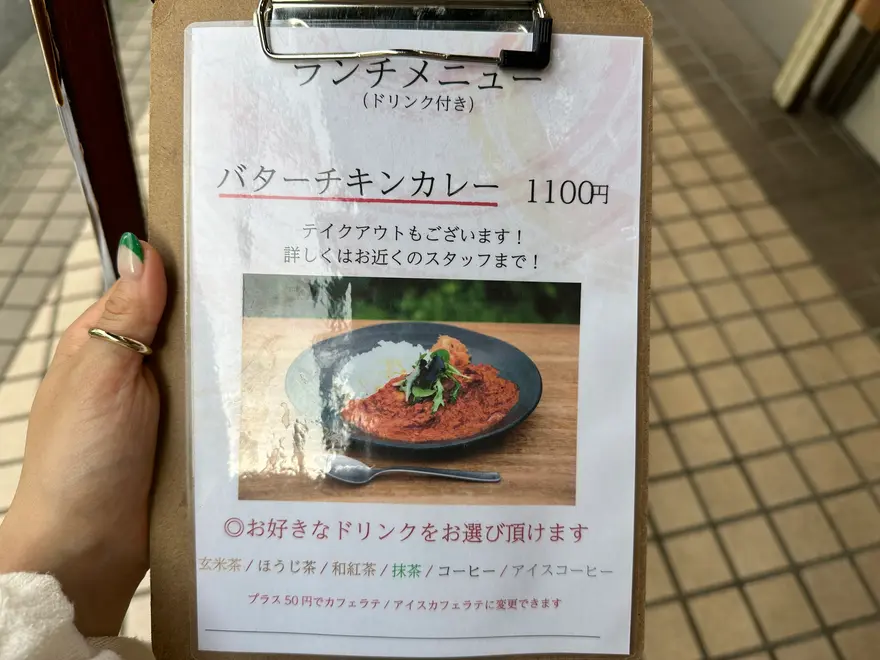 ランチメニュー
(ドリンク付き)
バターチキンカレー 1100円
テイクアウトもございます!
詳しくはお近くのスタッフまで!
◎お好きなドリンクをお選び頂けます
玄米茶/ほうじ茶/和紅茶/抹茶/コーヒー/アイスコーヒー
プラス50円でカフェラテ/アイスカフェラテに変更できます